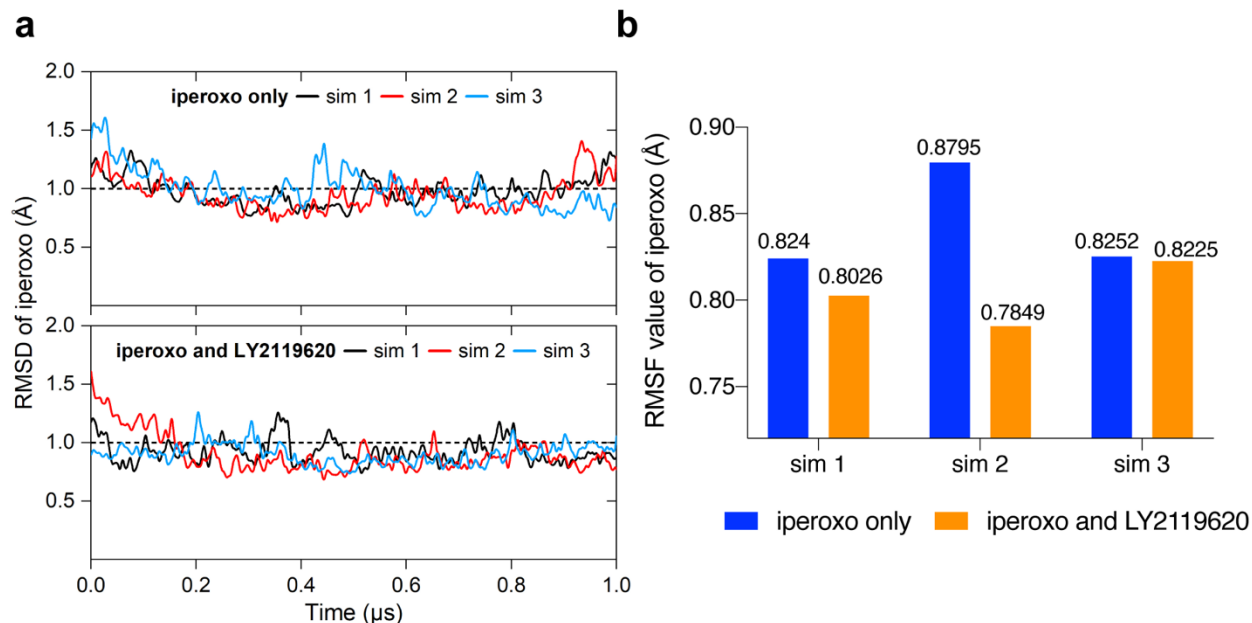 a
b
RMSD of iperoxo (Å)
2.0
iperoxo only sim 1 sim 2 sim 3
1.5
1.0
0.5
2.0
iperoxo and LY2119620 sim 1 sim 2 sim 3
1.5
1.0
0.5
0.0 0.2 0.4 0.6 0.8 1.0
Time (µs)
RMSF value of iperoxo (Å)
0.90
0.85
0.80
0.75
0.824
0.8026
0.8795
0.7849
0.8252
0.8225
sim 1 sim 2 sim 3
iperoxo only iperoxo and LY2119620